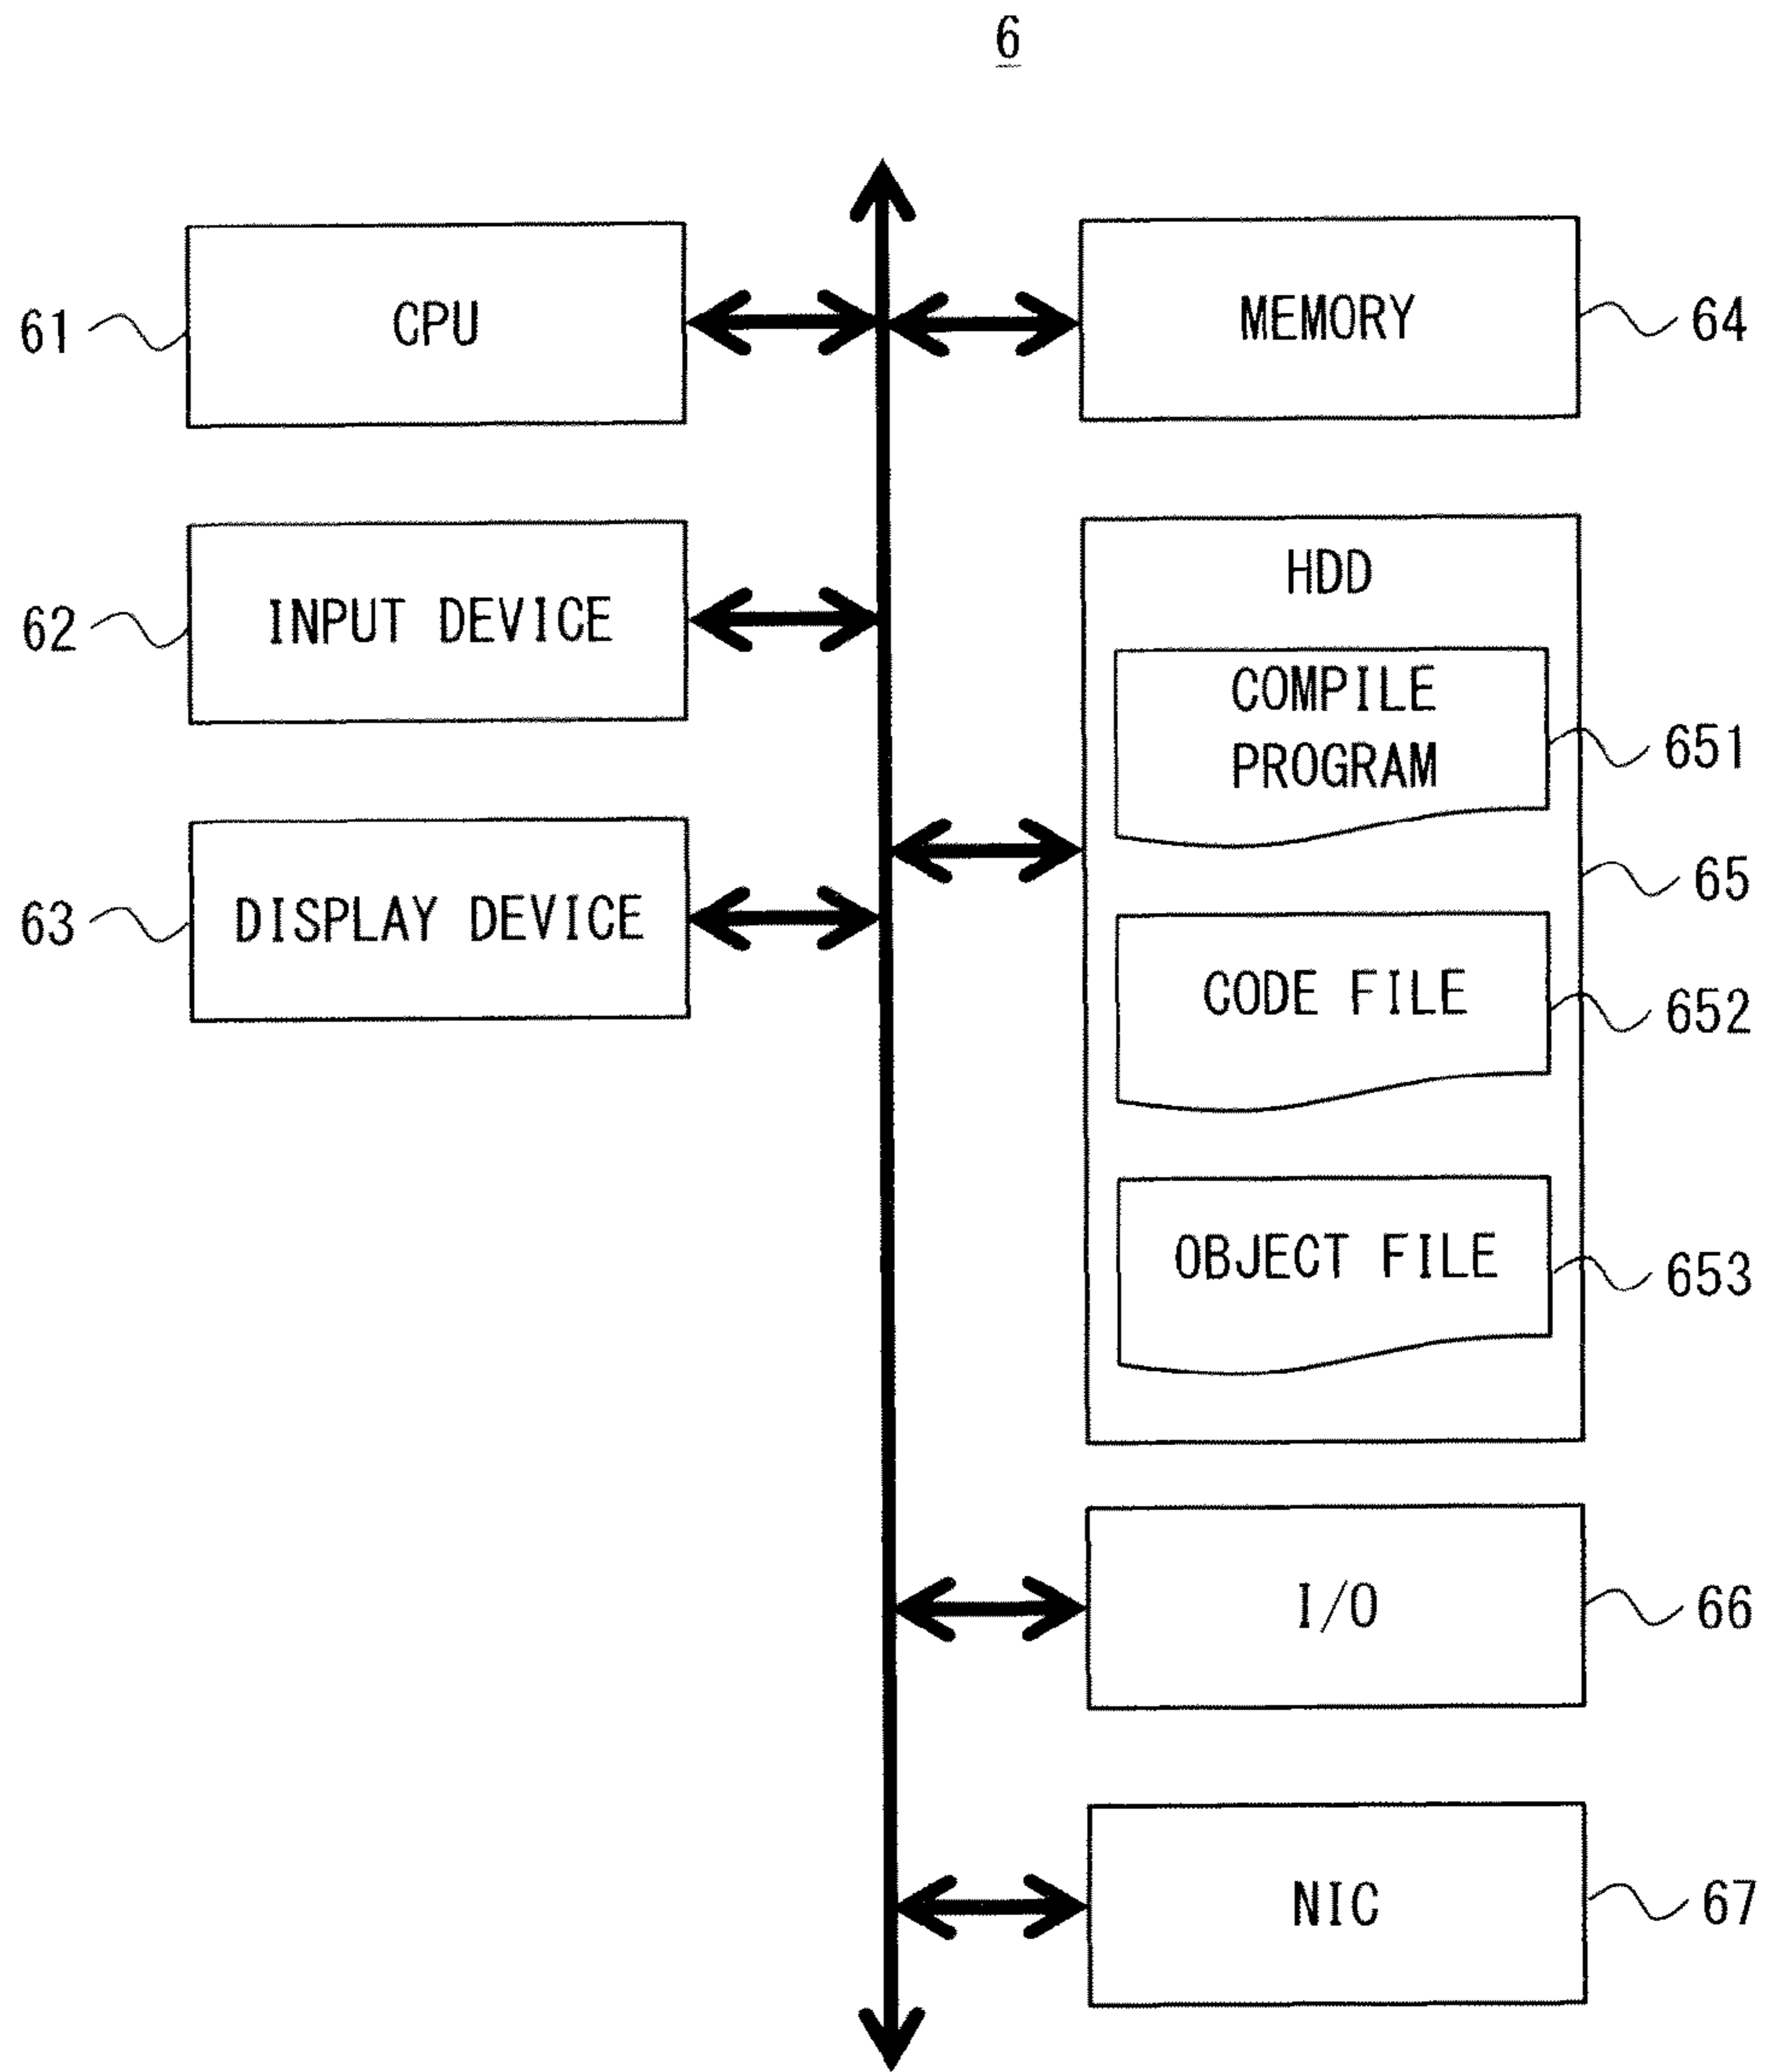 6
61
CPU
MEMORY
64
62
INPUT DEVICE
HDD
COMPILE
PROGRAM
651
63
DISPLAY DEVICE
65
CODE FILE
652
OBJECT FILE
653
I/O
66
NIC
67